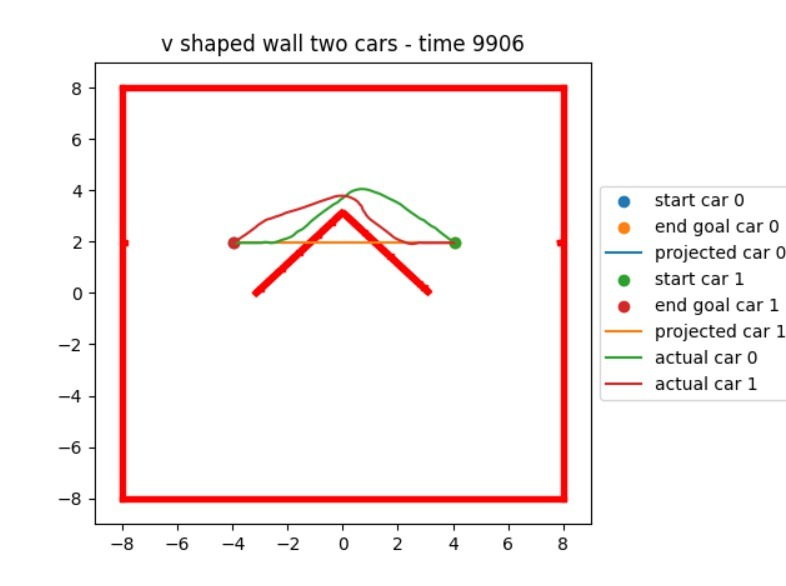 v shaped wall two cars - time 9906
8
6
4
2
0
−2
−4
−6
−8
−8 −6 −4 −2 0 2 4 6 8
start car 0
end goal car 0
projected car 0
start car 1
end goal car 1
projected car 1
actual car 0
actual car 1